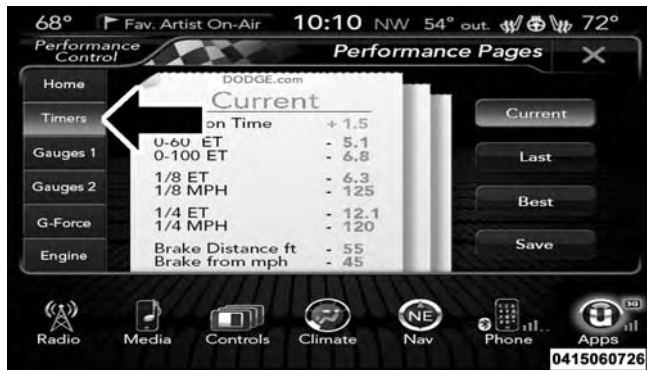 68° Fav. Artist On-Air 10:10 NW 54° out. 72°
Performance Control
Performance Pages
Home
Timers
Gauges 1
Gauges 2
G-Force
Engine
DODGE.com
Current
on Time + 1.5
0-60 ET - 5.1
0-100 ET - 6.8
1/8 ET - 6.3
1/8 MPH - 125
1/4 ET - 12.1
1/4 MPH - 120
Brake Distance ft - 55
Brake from mph - 45
Current
Last
Best
Save
NE
3G
Radio Media Controls Climate Nav Phone Apps
0415060726